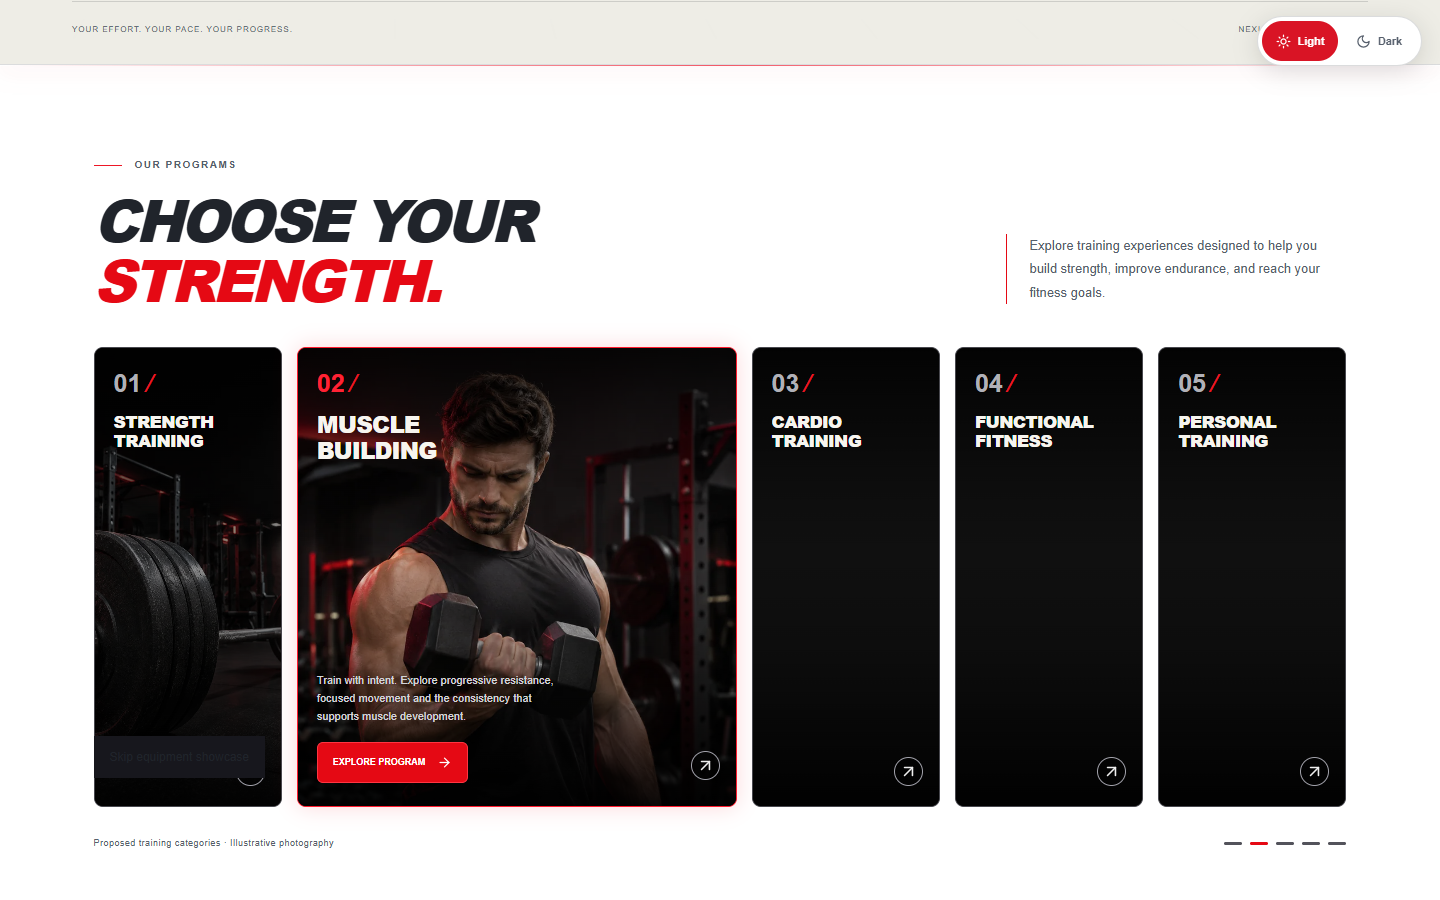 YOUR EFFORT. YOUR PACE. YOUR PROGRESS.
Light
Dark
OUR PROGRAMS
CHOOSE YOUR
STRENGTH.
Explore training experiences designed to help you
build strength, improve endurance, and reach your
fitness goals.
01/
STRENGTH
TRAINING
Skip equipment showcase
02/
MUSCLE
BUILDING
Train with intent. Explore progressive resistance,
focused movement and the consistency that
supports muscle development.
EXPLORE PROGRAM
03/
CARDIO
TRAINING
04/
FUNCTIONAL
FITNESS
05/
PERSONAL
TRAINING
Proposed training categories · Illustrative photography